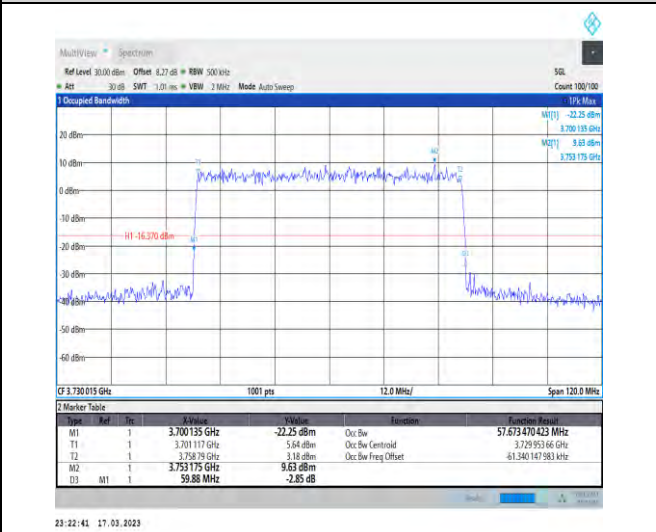 MultiView Spectrum
Ref Level 30.00 dBm Offset 8.27 dB RBW 500 kHz SGL
Att 30 dB SWT 1.01 ms VBW 2 MHz Mode Auto Sweep Count 100/100
1 Occupied Bandwidth 1Pk Max
M1[1] -22.25 dBm
3.700 135 GHz
M2[1] 9.63 dBm
3.753 175 GHz
20 dBm
10 dBm
0 dBm
-10 dBm
H1 -16.370 dBm
-20 dBm
-30 dBm
-40 dBm
-50 dBm
-60 dBm
M2
M1
CF 3.730 015 GHz 1001 pts 12.0 MHz/ Span 120.0 MHz
2 Marker Table
Type Ref Trc X-Value Y-Value Function Function Result
M1 1 3.700 135 GHz -22.25 dBm Occ Bw 57.673 470 423 MHz
T1 1 3.701 117 GHz 5.64 dBm Occ Bw Centroid 3.729 953 66 GHz
T2 1 3.758 79 GHz 3.18 dBm Occ Bw Freq Offset -61.340 147 983 kHz
M2 1 3.753 175 GHz 9.63 dBm
D3 M1 1 59.88 MHz -2.85 dB
23:22:41 17.03.2023